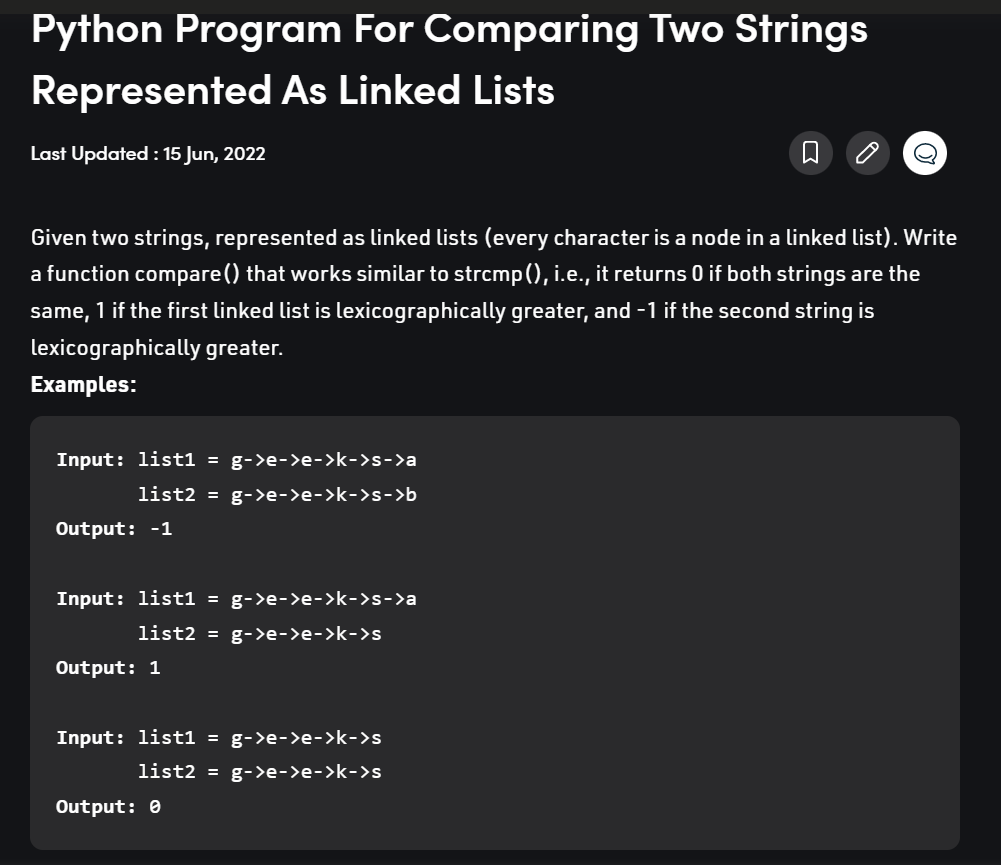 Python Program For Comparing Two Strings
Represented As Linked Lists
Last Updated : 15 Jun, 2022
Given two strings, represented as linked lists (every character is a node in a linked list). Write
a function compare() that works similar to strcmp(), i.e., it returns 0 if both strings are the
same, 1 if the first linked list is lexicographically greater, and -1 if the second string is
lexicographically greater.
Examples:
Input: list1 = g->e->e->k->s->a
list2 = g->e->e->k->s->b
Output: -1
Input: list1 = g->e->e->k->s->a
list2 = g->e->e->k->s
Output: 1
Input: list1 = g->e->e->k->s
list2 = g->e->e->k->s
Output: 0